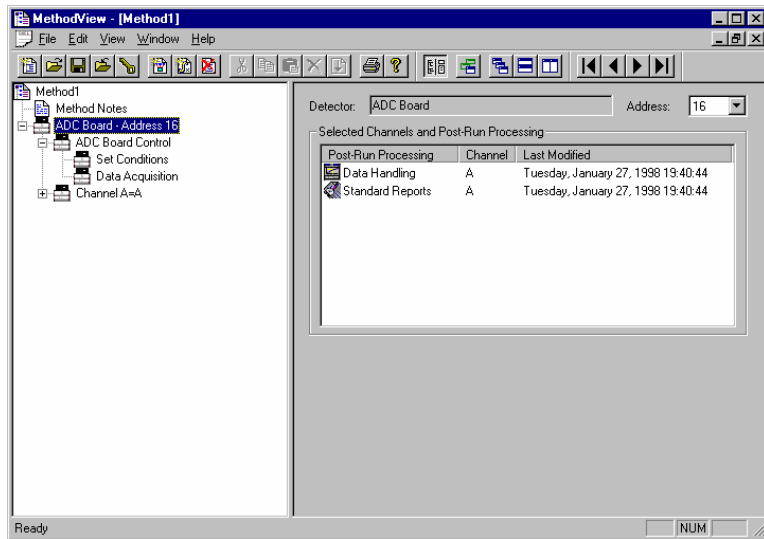 MethodView - [Method1]
File Edit View Window Help
Method1
Method Notes
ADC Board - Address 16
ADC Board Control
Set Conditions
Data Acquisition
Channel A=A
Detector: ADC Board Address: 16
Selected Channels and Post-Run Processing
Post-Run Processing Channel Last Modified
Data Handling A Tuesday, January 27, 1998 19:40:44
Standard Reports A Tuesday, January 27, 1998 19:40:44
Ready NUM